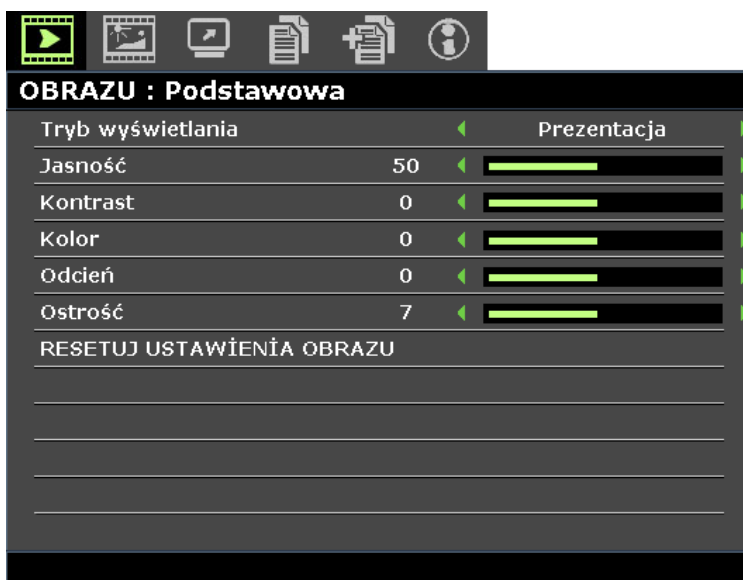 OBRAZU : Podstawowa
Tryb wyświetlania Prezentacja
Jasność 50
Kontrast 0
Kolor 0
Odcień 0
Ostrość 7
RESETUJ USTAWİENİA OBRAZU